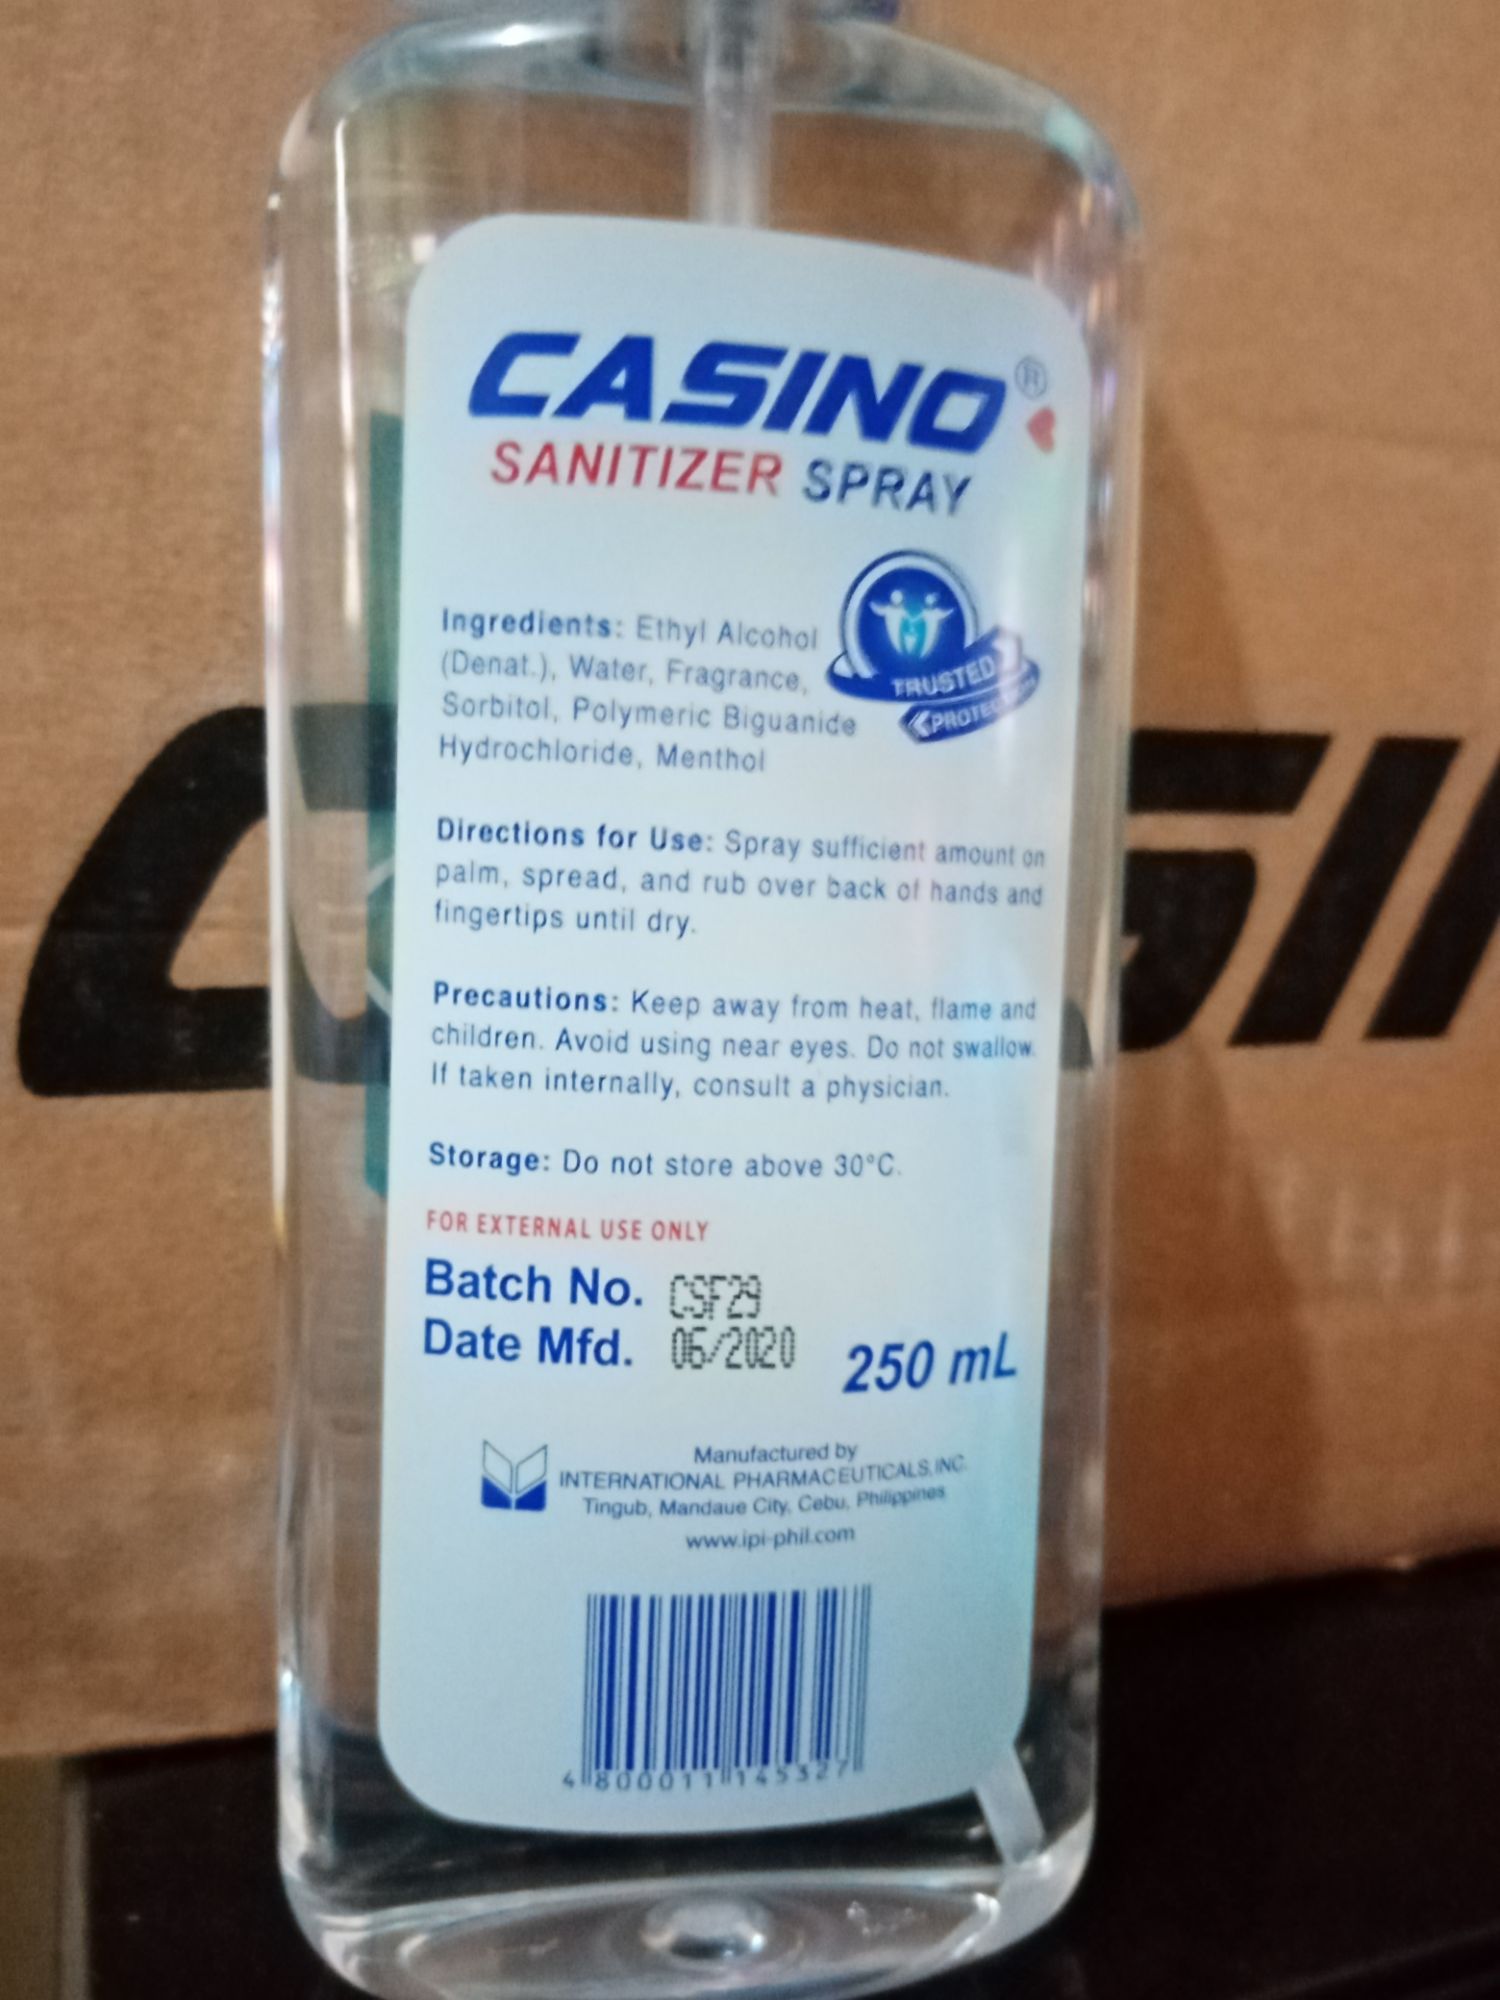 CASINO®
SANITIZER SPRAY
Ingredients: Ethyl Alcohol
(Denat.), Water, Fragrance,
Sorbitol, Polymeric Biguanide
Hydrochloride, Menthol
TRUSTED
Directions for Use: Spray sufficient amount on
palm, spread, and rub over back of hands and
fingertips until dry.
Precautions: Keep away from heat, flame and
children. Avoid using near eyes. Do not swallow.
If taken internally, consult a physician.
Storage: Do not store above 30°C.
FOR EXTERNAL USE ONLY
Batch No. CSF29
Date Mfd. 06/2020
250 mL
Manufactured by
INTERNATIONAL PHARMACEUTICALS, INC.
Tingub, Mandaue City, Cebu, Philippines
www.ipi-phil.com
4 800011 145327